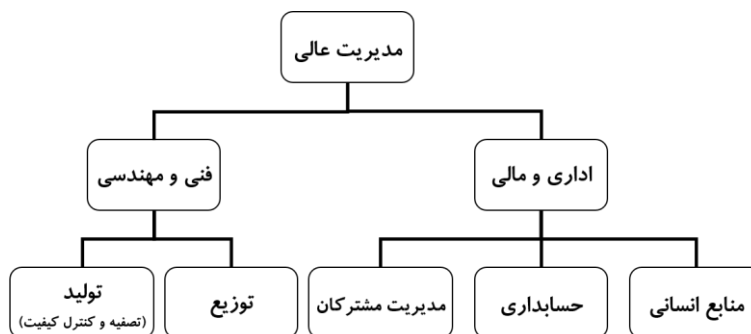 مدیریت عالی
اداری و مالی
فنی و مهندسی
منابع انسانی
حسابداری
مدیریت مشترکان
توزیع
تولید
(تصفیه و کنترل کیفیت)